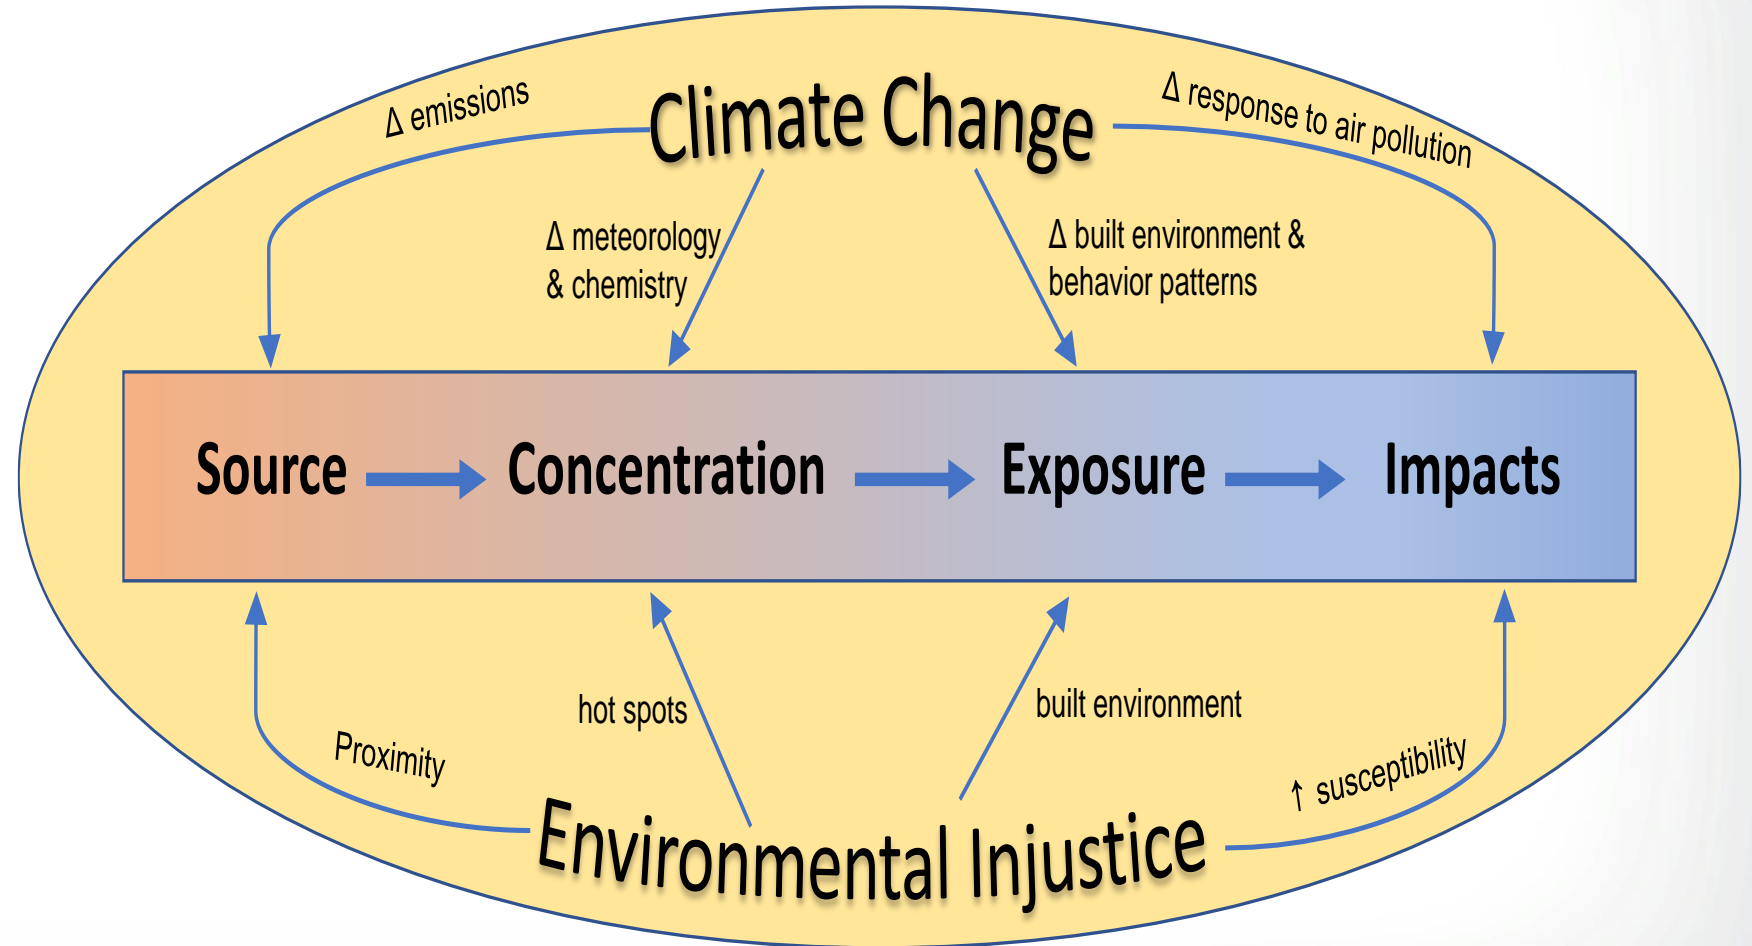 Climate Change
Δ emissions
Δ response to air pollution
Δ meteorology
& chemistry
Δ built environment &
behavior patterns
Source
Concentration
Exposure
Impacts
hot spots
built environment
Proximity
↑ susceptibility
Environmental Injustice